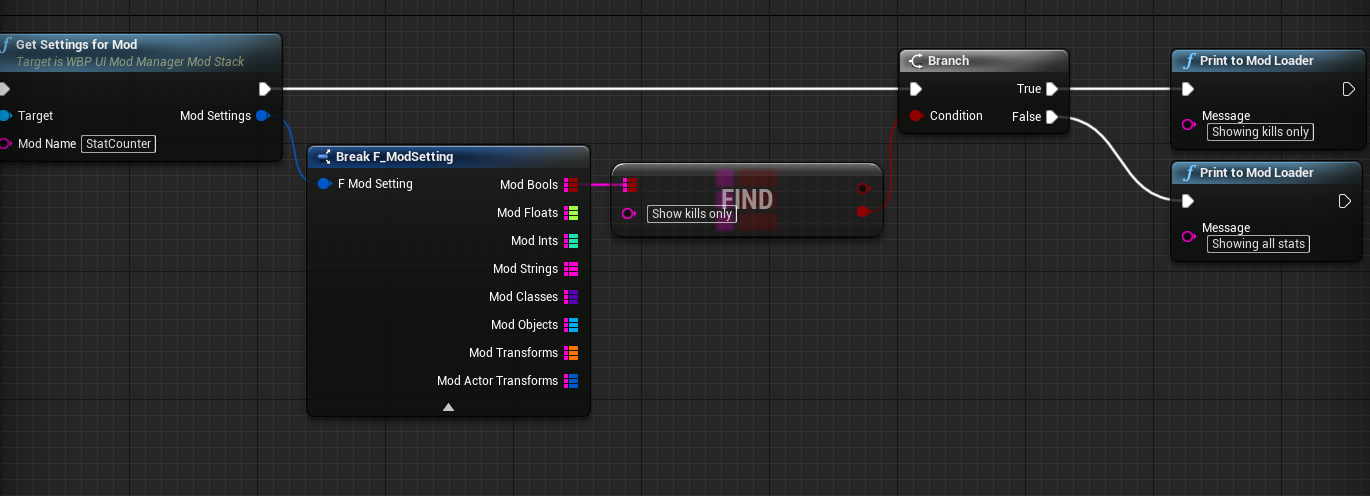 Get Settings for Mod
Target is WBP UI Mod Manager Mod Stack
Target
Mod Settings
Mod Name
StatCounter
Break F_ModSetting
F Mod Setting
Mod Bools
Mod Floats
Mod Ints
Mod Strings
Mod Classes
Mod Objects
Mod Transforms
Mod Actor Transforms
FIND
Show kills only
Branch
True
Condition
False
Print to Mod Loader
Message
Showing kills only
Print to Mod Loader
Message
Showing all stats